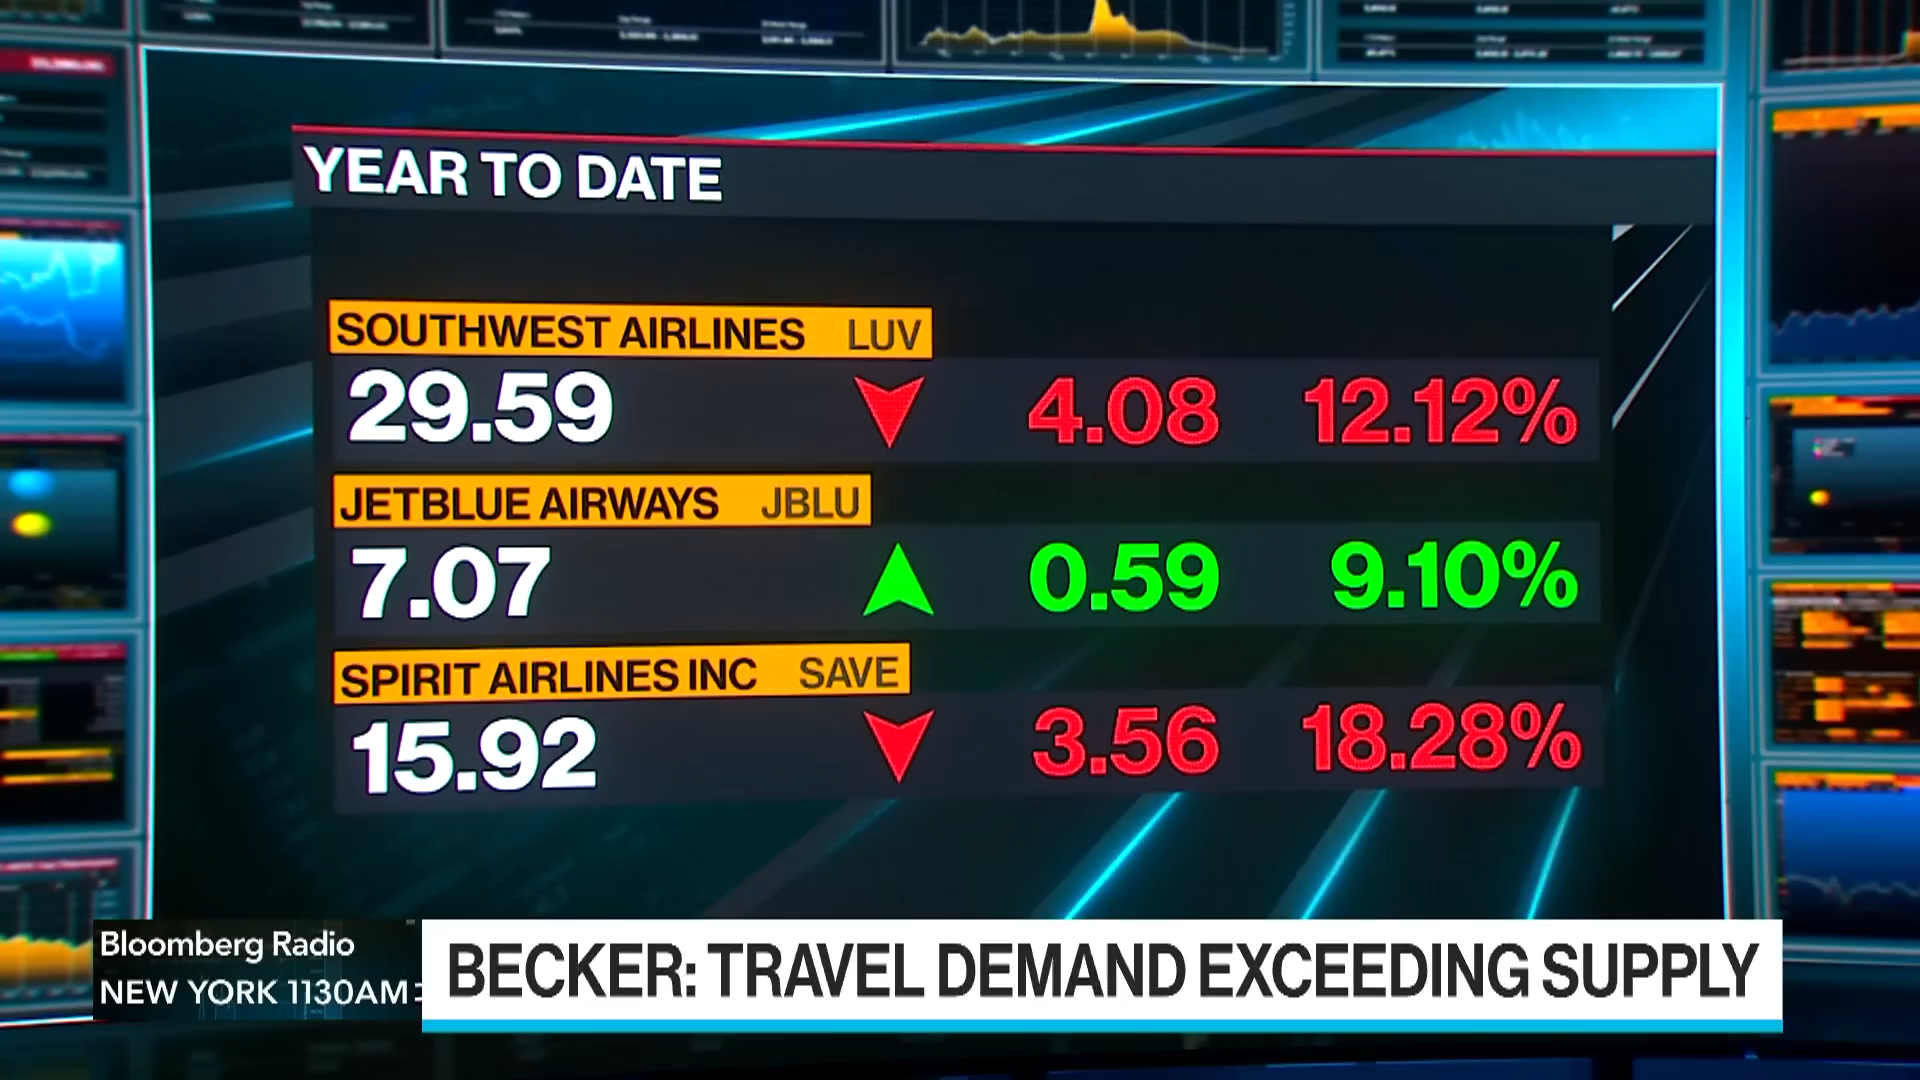 YEAR TO DATE
SOUTHWEST AIRLINES LUV
29.59 4.08 12.12%
JETBLUE AIRWAYS JBLU
7.07 0.59 9.10%
SPIRIT AIRLINES INC SAVE
15.92 3.56 18.28%
Bloomberg Radio
NEW YORK 1130AM
BECKER: TRAVEL DEMAND EXCEEDING SUPPLY